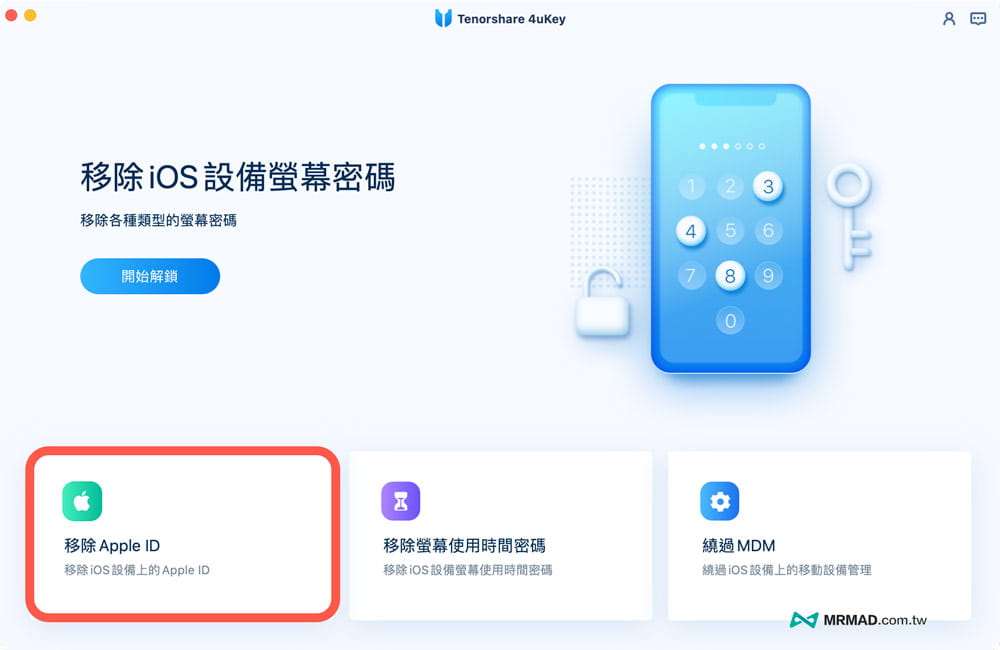 Tenorshare 4uKey
移除 iOS 設備螢幕密碼
移除各種類型的螢幕密碼
開始解鎖
1 2 3
4 5 6
7 8 9
0
移除 Apple ID
移除 iOS 設備上的 Apple ID
移除螢幕使用時間密碼
移除 iOS 設備螢幕使用時間密碼
繞過 MDM
繞過 iOS 設備上的移動設備管理
MRMAD.com.tw